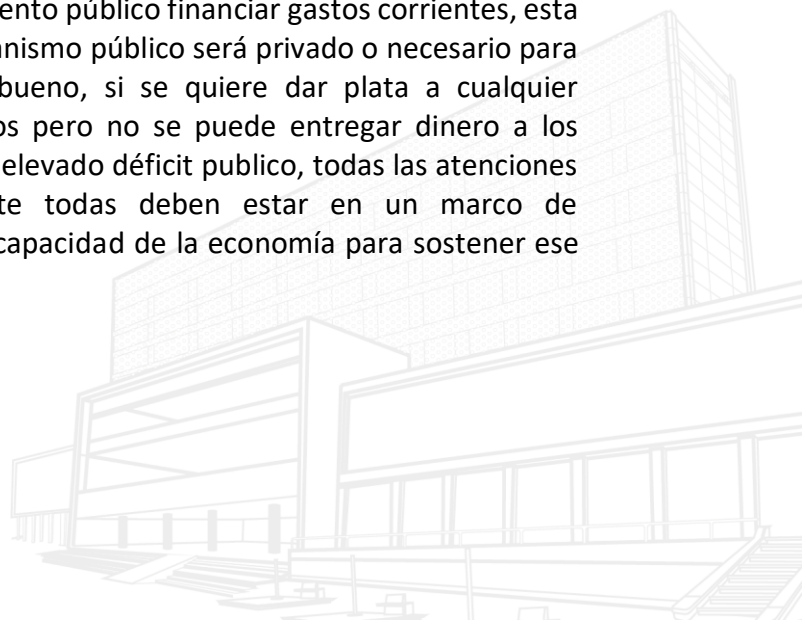 ento público financiar gastos corrientes, esta
anismo público será privado o necesario para
bueno, si se quiere dar plata a cualquier
os pero no se puede entregar dinero a los
elevado déficit publico, todas las atenciones
te todas deben estar en un marco de
capacidad de la economía para sostener ese